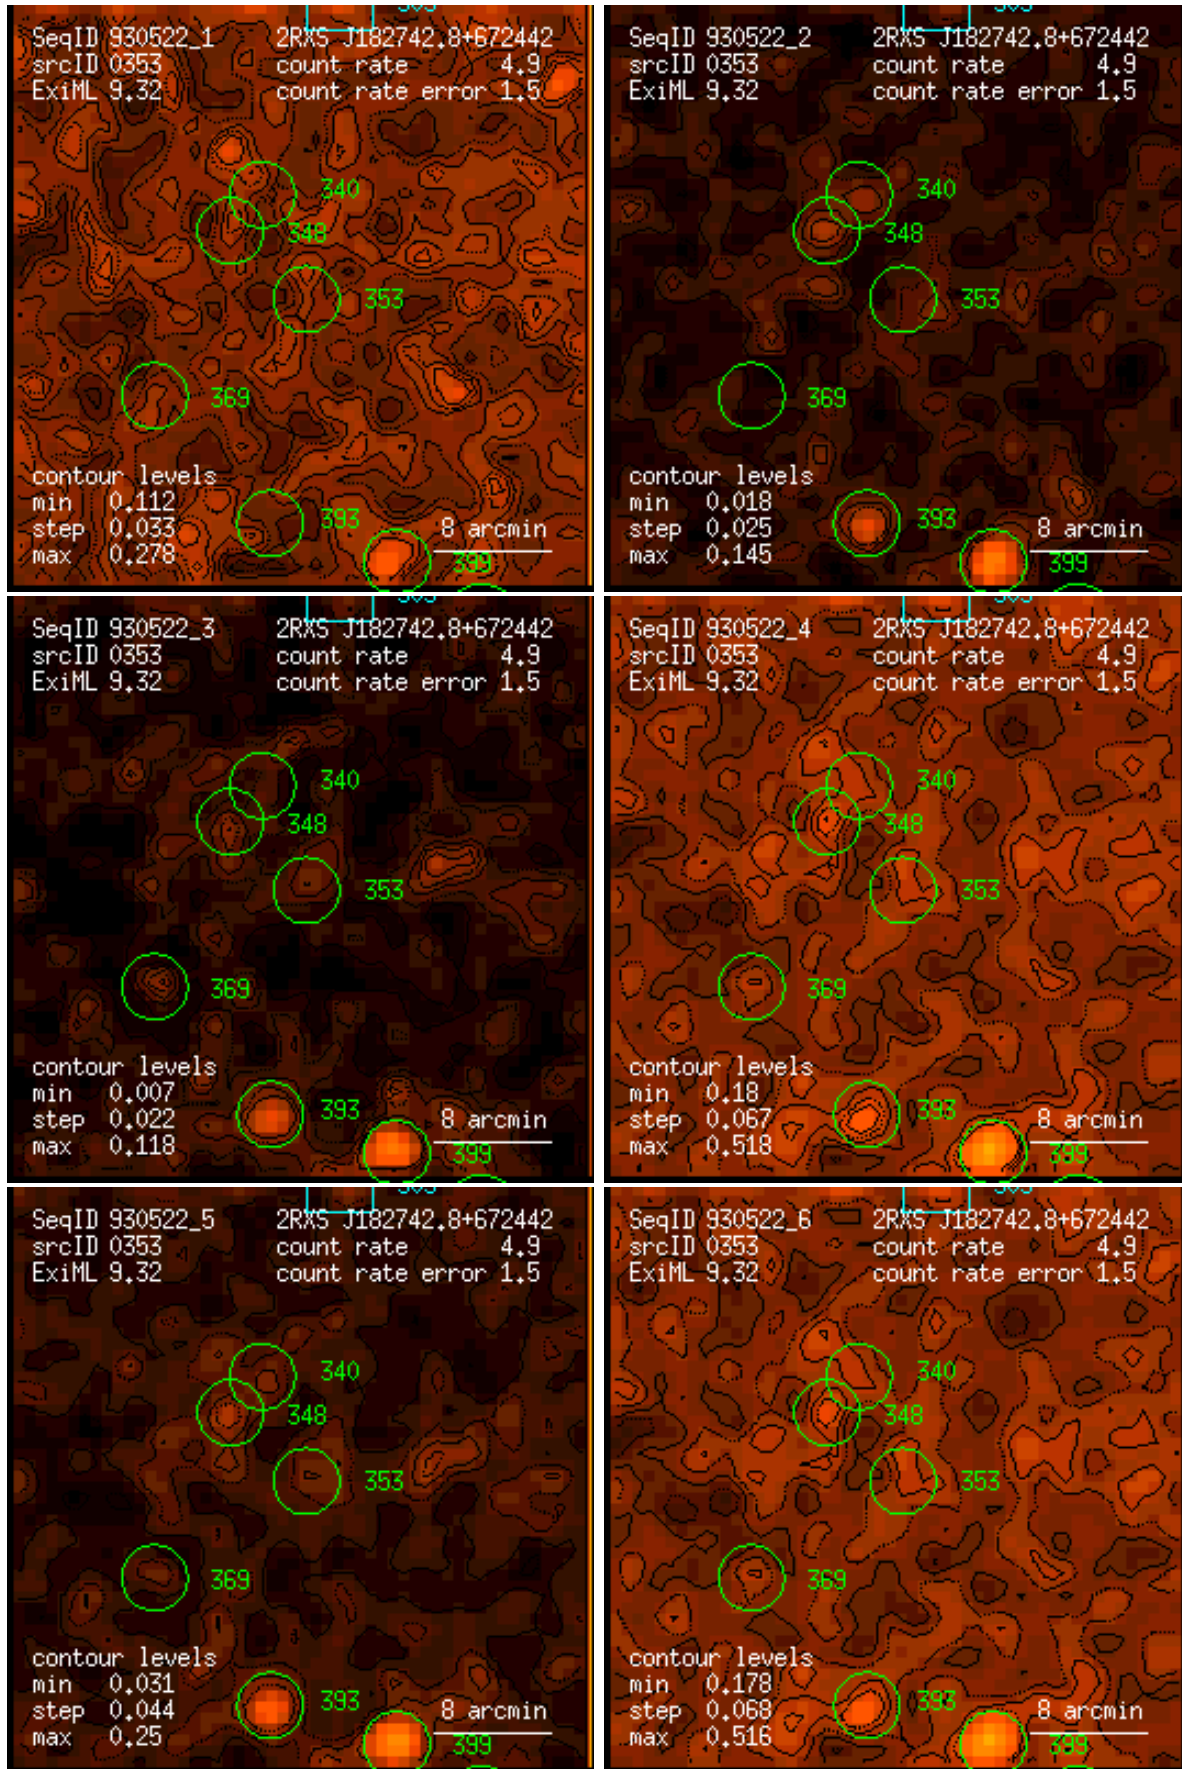 SeqID 930522_1 2RXS J182742.8+672442
srcID 0353 count rate 4.9
ExiML 9.32 count rate error 1.5
340
348
353
369
contour levels
min 0.112
step 0.033
max 0.278
393
8 arcmin
399
SeqID 930522_2 2RXS J182742.8+672442
srcID 0353 count rate 4.9
ExiML 9.32 count rate error 1.5
340
348
353
369
contour levels
min 0.018
step 0.025
max 0.145
393
8 arcmin
399
SeqID 930522_3 2RXS J182742.8+672442
srcID 0353 count rate 4.9
ExiML 9.32 count rate error 1.5
340
348
353
369
contour levels
min 0.007
step 0.022
max 0.118
393
8 arcmin
399
SeqID 930522_4 2RXS J182742.8+672442
srcID 0353 count rate 4.9
ExiML 9.32 count rate error 1.5
340
348
353
369
contour levels
min 0.18
step 0.067
max 0.518
393
8 arcmin
399
SeqID 930522_5 2RXS J182742.8+672442
srcID 0353 count rate 4.9
ExiML 9.32 count rate error 1.5
340
348
353
369
contour levels
min 0.031
step 0.044
max 0.25
393
8 arcmin
399
SeqID 930522_6 2RXS J182742.8+672442
srcID 0353 count rate 4.9
ExiML 9.32 count rate error 1.5
340
348
353
369
contour levels
min 0.178
step 0.068
max 0.516
393
8 arcmin
399